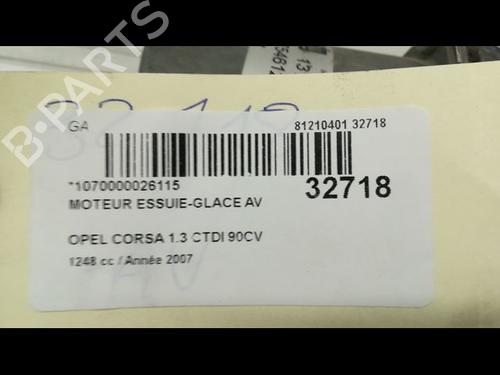 B-PARTS
GA
81210401 32718
*1070000026115
32718
MOTEUR ESSUIE-GLACE AV
OPEL CORSA 1.3 CTDI 90CV
1248 cc / Année 2007